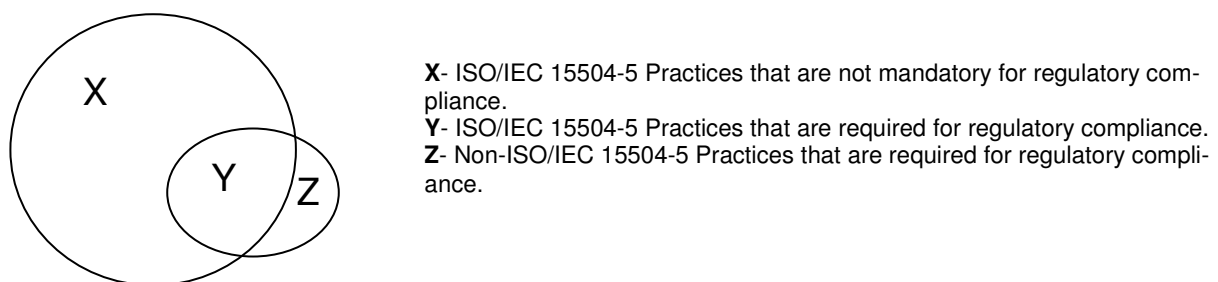 X
Y
Z
X- ISO/IEC 15504-5 Practices that are not mandatory for regulatory com-
pliance.
Y- ISO/IEC 15504-5 Practices that are required for regulatory compliance.
Z- Non-ISO/IEC 15504-5 Practices that are required for regulatory compli-
ance.